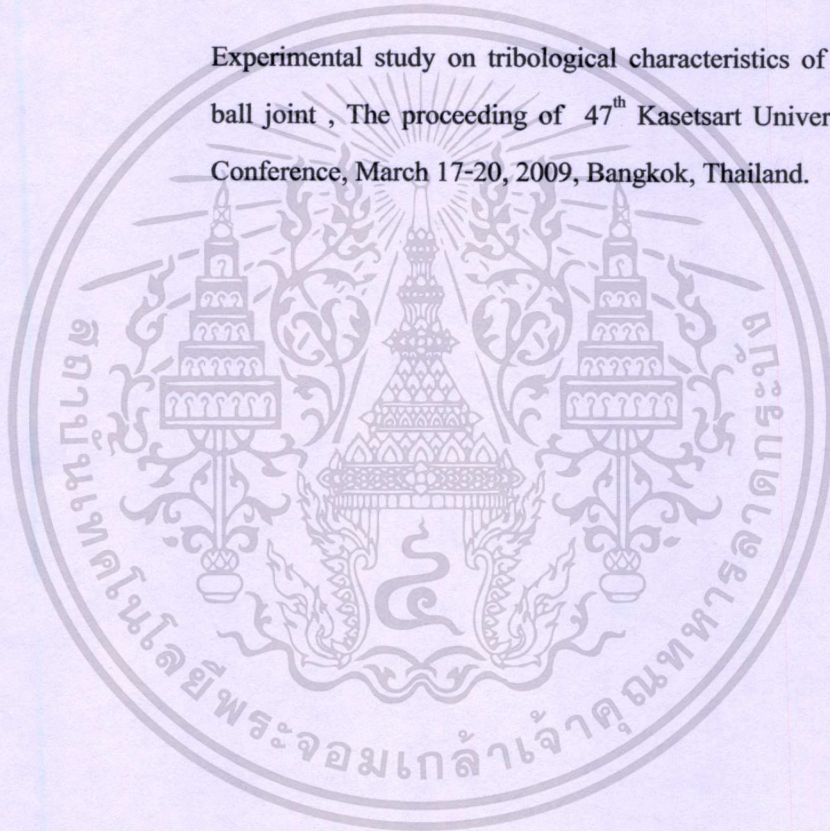 Experimental study on tribological characteristics of
ball joint , The proceeding of 47th Kasetsart Univer
Conference, March 17-20, 2009, Bangkok, Thailand.
สถาบันเทคโนโลยีพระจอมเกล้าเจ้าคุณทหารลาดกระบัง